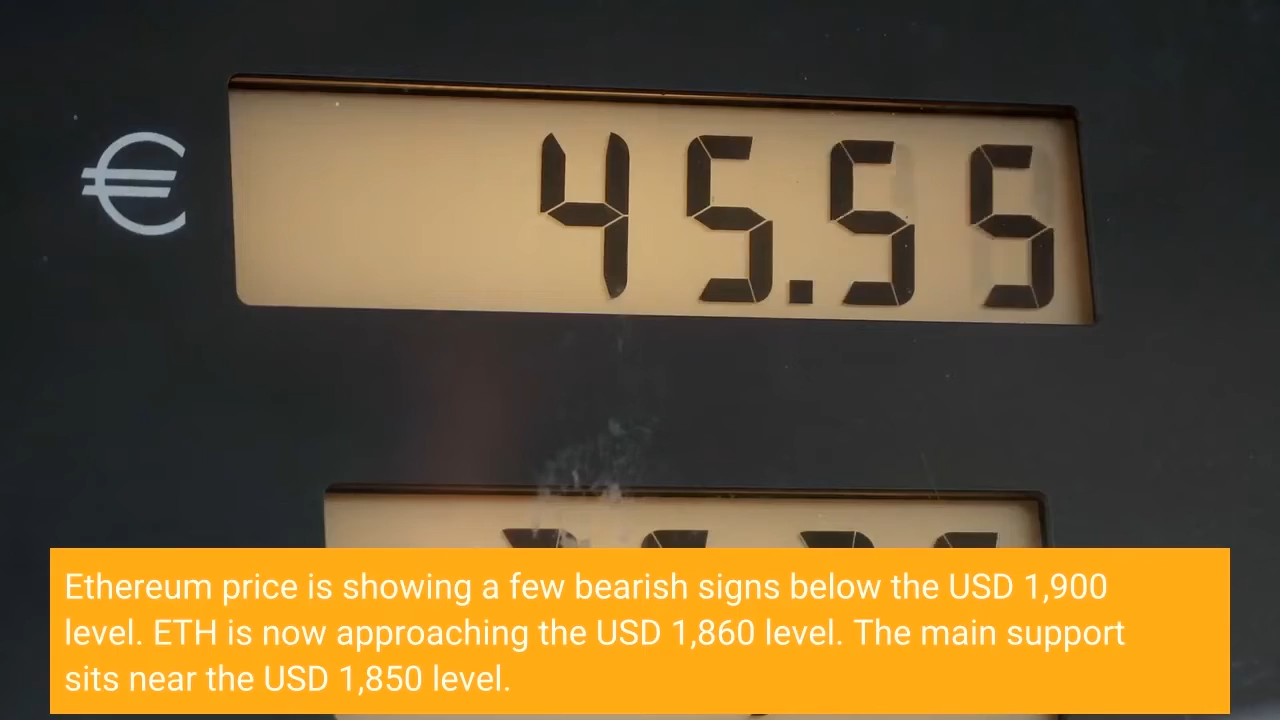 € 45.55
Ethereum price is showing a few bearish signs below the USD 1,900
level. ETH is now approaching the USD 1,860 level. The main support
sits near the USD 1,850 level.